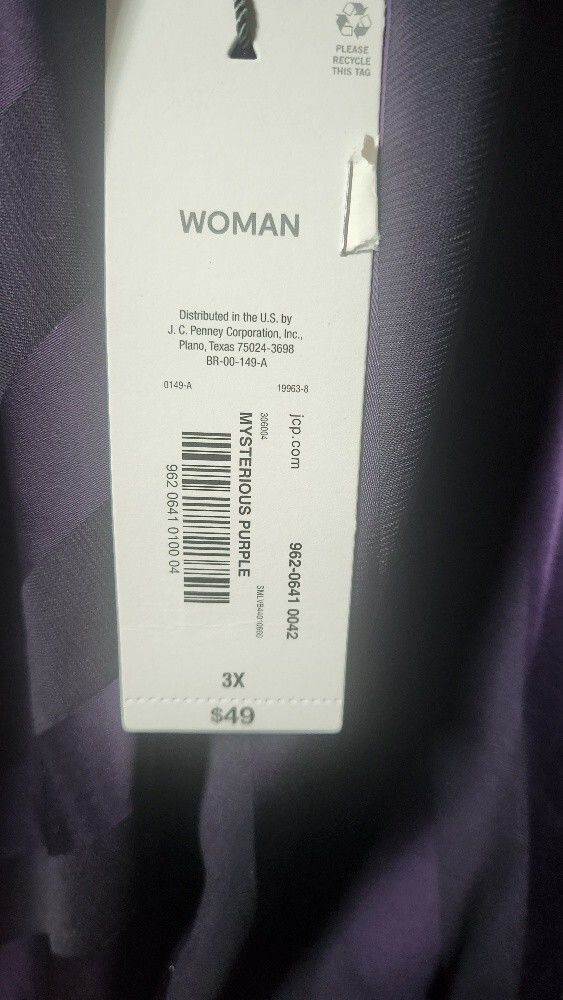 PLEASE
RECYCLE
THIS TAG
WOMAN
Distributed in the U.S. by
J. C. Penney Corporation, Inc.,
Plano, Texas 75024-3698
BR-00-149-A
0149-A 19963-8
jcp.com 962-0641 0042
306004
MYSTERIOUS PURPLE
962 0641 0100 04
3X
$49